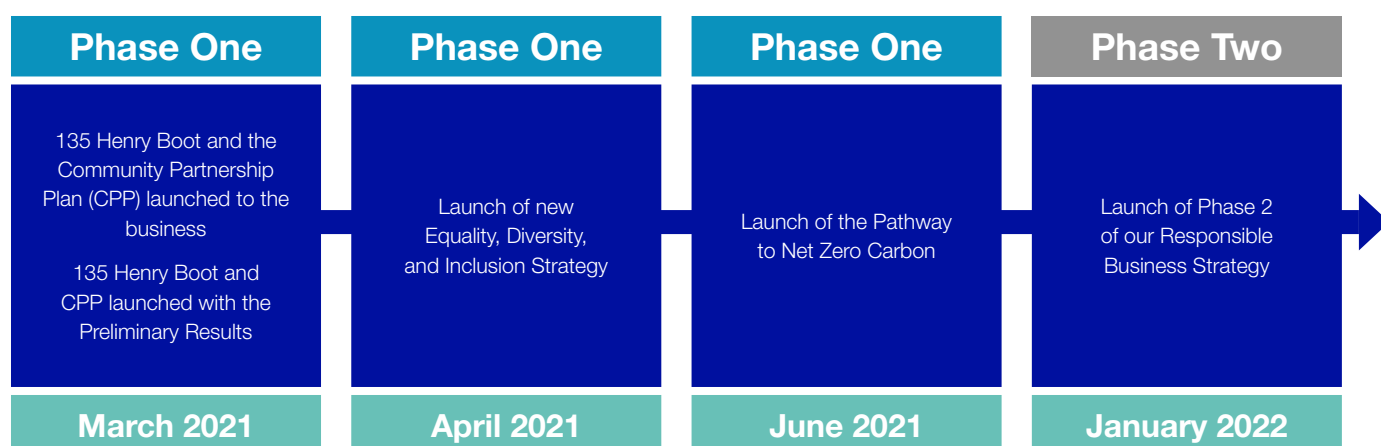 Phase One
135 Henry Boot and the
Community Partnership
Plan (CPP) launched to the
business
135 Henry Boot and
CPP launched with the
Preliminary Results
March 2021
Phase One
Launch of new
Equality, Diversity,
and Inclusion Strategy
April 2021
Phase One
Launch of the Pathway
to Net Zero Carbon
June 2021
Phase Two
Launch of Phase 2
of our Responsible
Business Strategy
January 2022